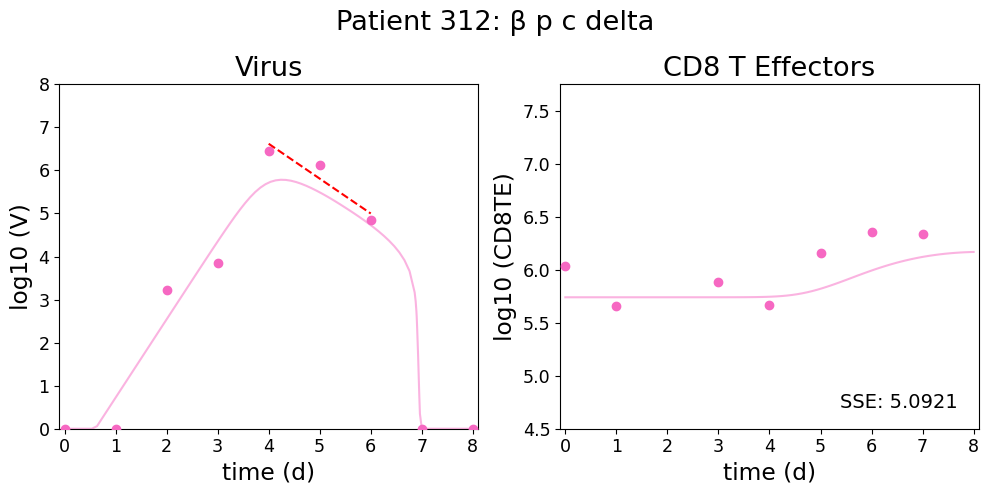 Patient 312: β p c delta
Virus
log10 (V)
8
7
6
5
4
3
2
1
0
0 1 2 3 4 5 6 7 8
time (d)
CD8 T Effectors
log10 (CD8TE)
7.5
7.0
6.5
6.0
5.5
5.0
4.5
SSE: 5.0921
0 1 2 3 4 5 6 7 8
time (d)